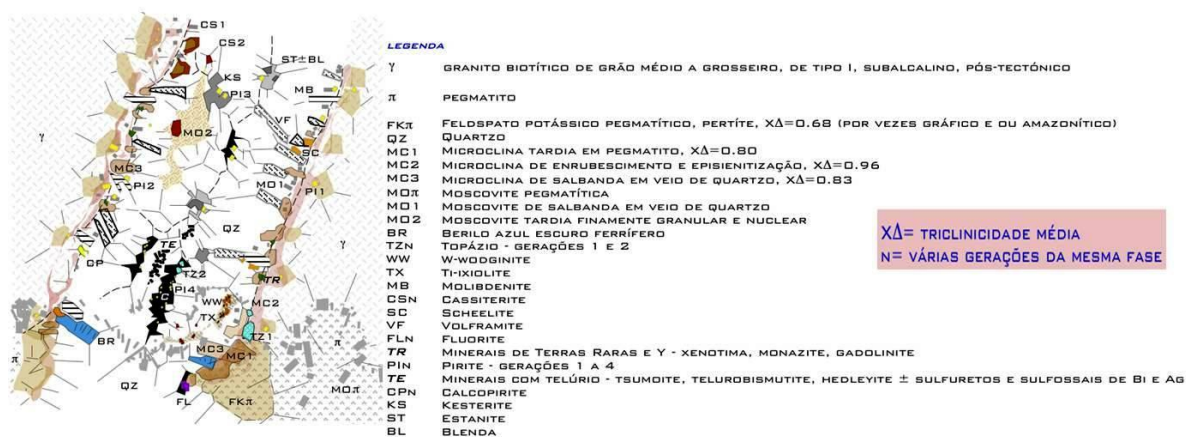 CS1
CS2
ST±BL
KS
PI3
MB
γ
MO2
VF
SC
MC3
PI2
MO1
PI1
QZ
γ
TE
CP
TZ2
PI4
C
TR
WW
TX
MC2
BR
TZ1
π
π
MC3
MC1
QZ
FL
FKπ
MOπ
LEGENDA
γ GRANITO BIOTÍTICO DE GRÃO MÉDIO A GROSSEIRO, DE TIPO I, SUBALCALINO, PÓS-TECTÓNICO
π PEGMATITO
FKπ FELDSPATO POTÁSSICO PEGMATÍTICO, PERTÍTE, XΔ=0.68 (POR VEZES GRÁFICO E OU AMAZONÍTICO)
QZ QUARTZO
MC1 MICROCLINA TARDIA EM PEGMATITO, XΔ=0.80
MC2 MICROCLINA DE ENRUBESCIMENTO E EPISIENITIZAÇÃO, XΔ=0.96
MC3 MICROCLINA DE SALBANDA EM VEIO DE QUARTZO, XΔ=0.83
MOπ MOSCOVITE PEGMATÍTICA
MO1 MOSCOVITE DE SALBANDA EM VEIO DE QUARTZO
MO2 MOSCOVITE TARDIA FINAMENTE GRANULAR E NUCLEAR
BR BERILO AZUL ESCURO FERRÍFERO
TZN TOPÁZIO - GERAÇÕES 1 E 2
WW W-WODGINITE
TX TI-IXIOLITE
MB MOLIBDENITE
CSN CASSITERITE
SC SCHEELITE
VF VOLFRAMITE
FLN FLUORITE
TR MINERAIS DE TERRAS RARAS E Y - XENOTIMA, MONAZITE, GADOLINITE
PIN PIRITE - GERAÇÕES 1 A 4
TE MINERAIS COM TELÚRIO - TSUMOITE, TELUROBISMUTITE, HEDLEYITE ± SULFURETOS E SULFOSSAIS DE BI E AG
CPN CALCOPIRITE
KS KESTERITE
ST ESTANITE
BL BLENDA
XΔ= TRICLINICIDADE MÉDIA
N= VÁRIAS GERAÇÕES DA MESMA FASE